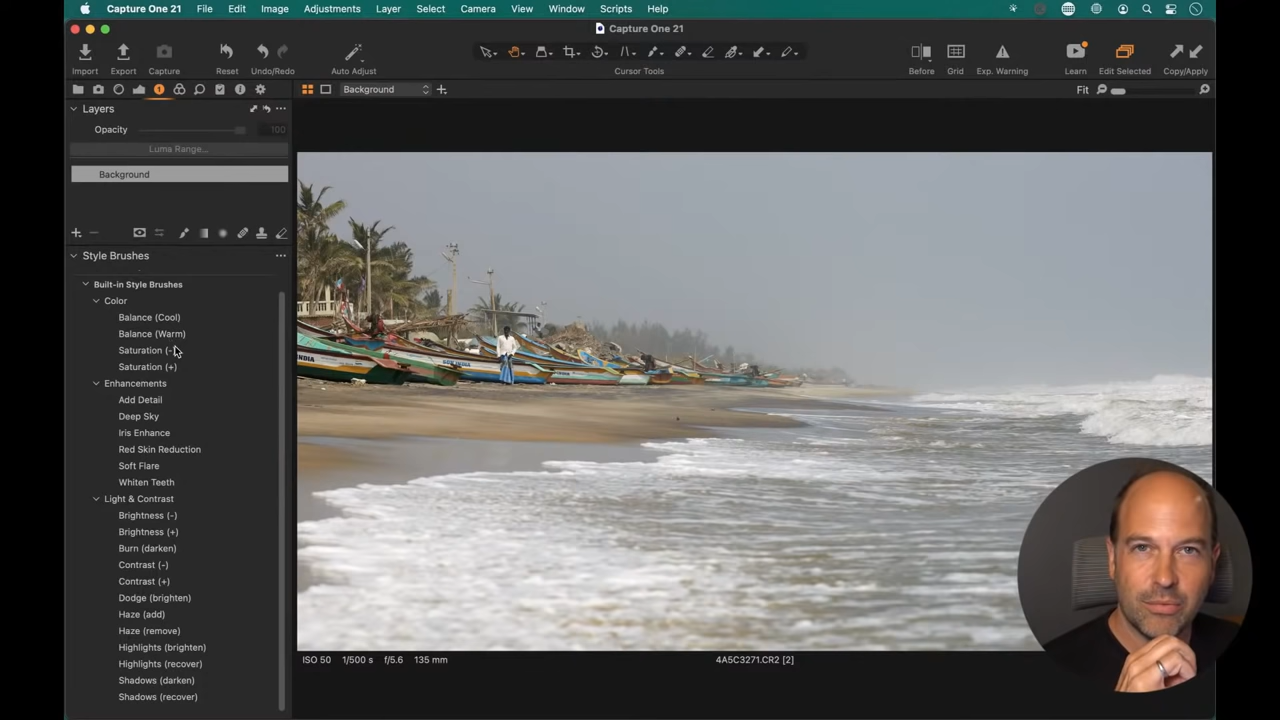 Capture One 21 File Edit Image Adjustments Layer Select Camera View Window Scripts Help
Capture One 21
Import Export Capture Reset Undo/Redo Auto Adjust Cursor Tools Before Grid Exp. Warning Learn Edit Selected Copy/Apply
Background
Fit
Layers
Opacity 100
Luma Range...
Background
Style Brushes
Built-in Style Brushes
Color
Balance (Cool)
Balance (Warm)
Saturation (-)
Saturation (+)
Enhancements
Add Detail
Deep Sky
Iris Enhance
Red Skin Reduction
Soft Flare
Whiten Teeth
Light & Contrast
Brightness (-)
Brightness (+)
Burn (darken)
Contrast (-)
Contrast (+)
Dodge (brighten)
Haze (add)
Haze (remove)
Highlights (brighten)
Highlights (recover)
Shadows (darken)
Shadows (recover)
INDIA
INDIA
ISO 50 1/500 s f/5.6 135 mm
4A5C3271.CR2 [2]